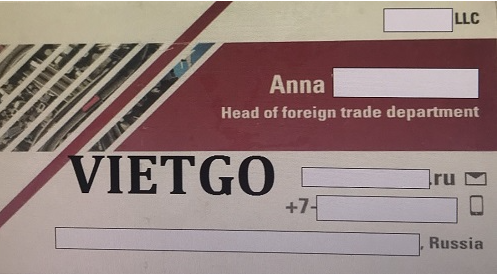 LLC
Anna
Head of foreign trade department
VIETGO
.ru
+7-
, Russia